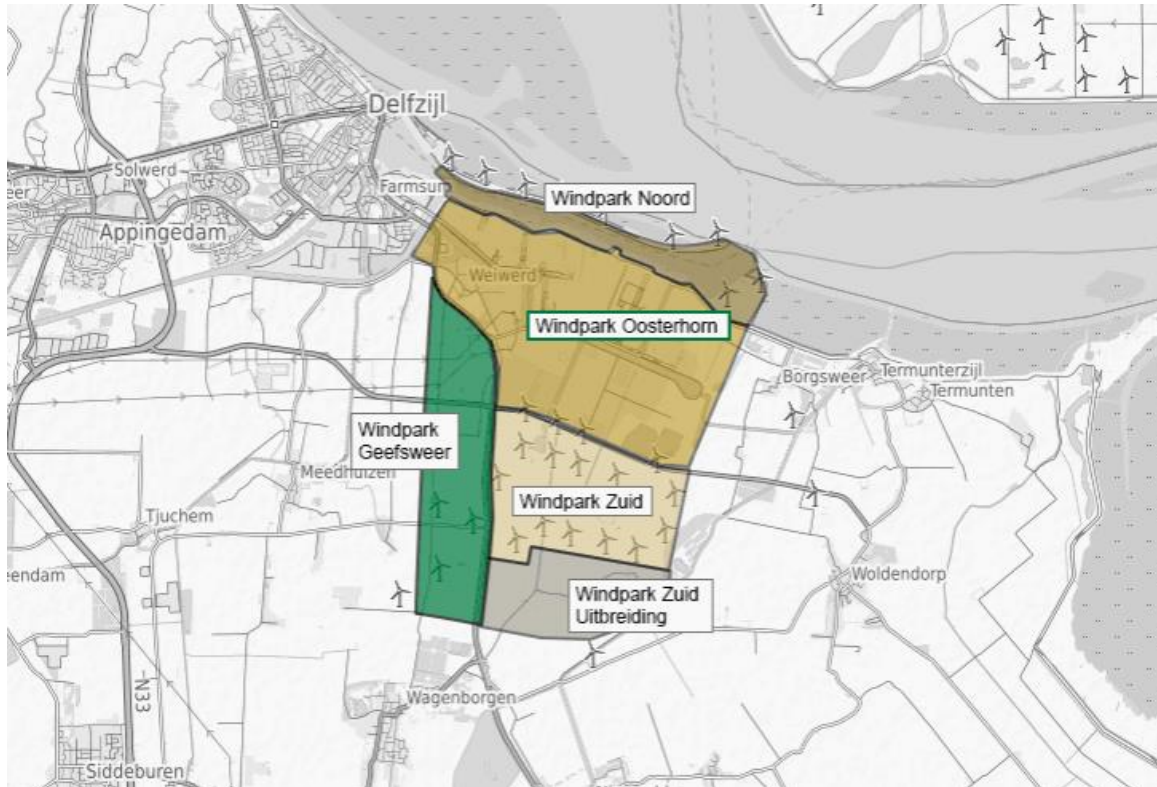 Delfzijl
Solwerd
Farmsum
Appingedam
Windpark Noord
Weiwerd
Windpark Oosterhorn
Borgsweer
Termunterzijl
Termunten
Windpark
Geefsweer
Meedhuizen
Windpark Zuid
Tjuchem
eendam
Woldendorp
Windpark Zuid
Uitbreiding
N33
Wagenborgen
Siddeburen